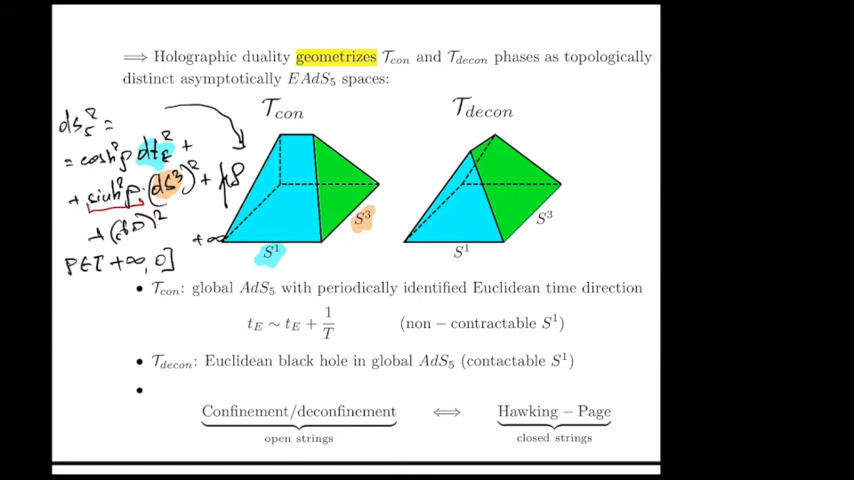 ⟹ Holographic duality geometrizes 𝒯con and 𝒯decon phases as topologically
distinct asymptotically EAdS₅ spaces:
𝒯con
𝒯decon
ds₅² =
= cosh²ρ dt_E² +
+ sinh²ρ · (dS³)² +
+ (dρ)²
ρ ∈ [+∞, 0]
+∞
S¹
S³
S¹
S³
• 𝒯con: global AdS₅ with periodically identified Euclidean time direction
t_E ∼ t_E + 1/T (non − contractable S¹)
• 𝒯decon: Euclidean black hole in global AdS₅ (contactable S¹)
•
Confinement/deconfinement ⟺ Hawking − Page
open strings closed strings